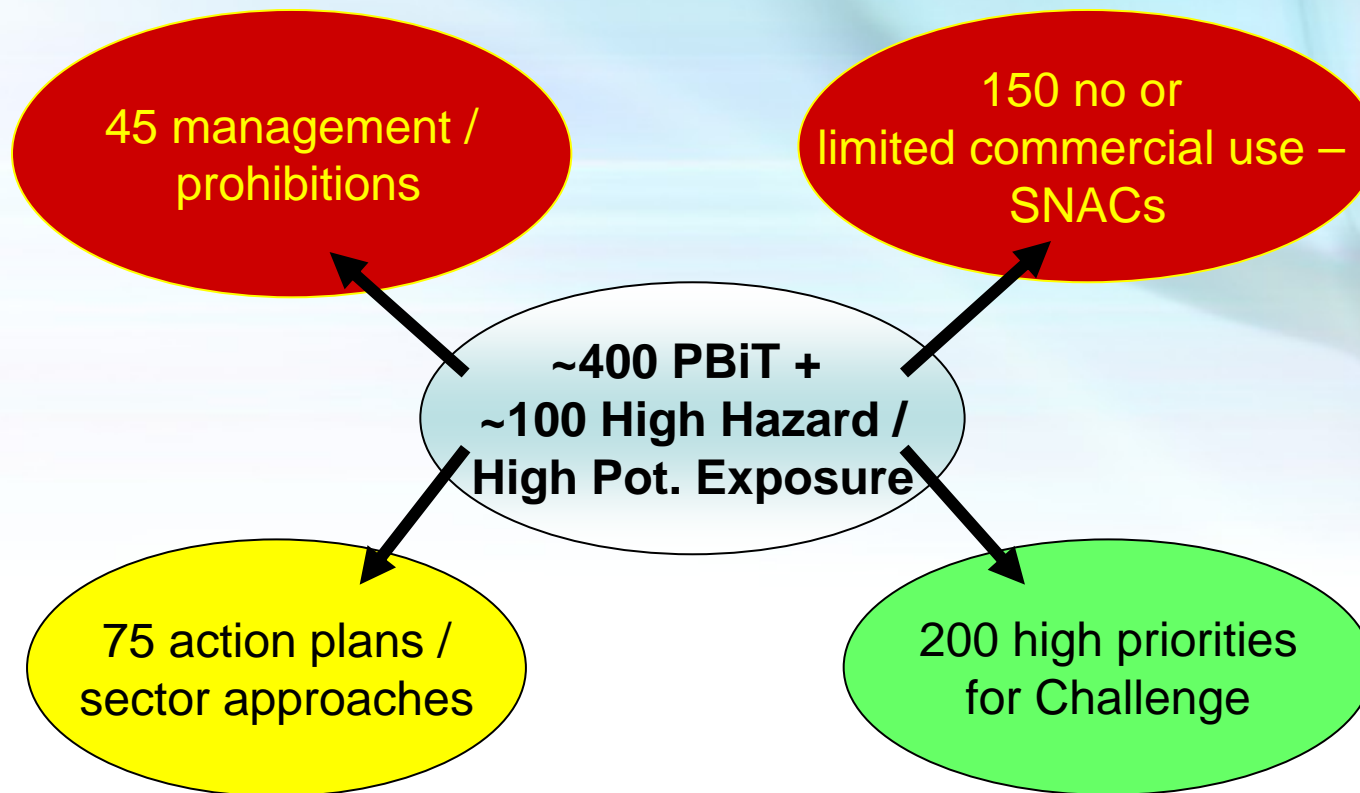 45 management /
prohibitions
150 no or
limited commercial use –
SNACs
~400 PBiT +
~100 High Hazard /
High Pot. Exposure
75 action plans /
sector approaches
200 high priorities
for Challenge